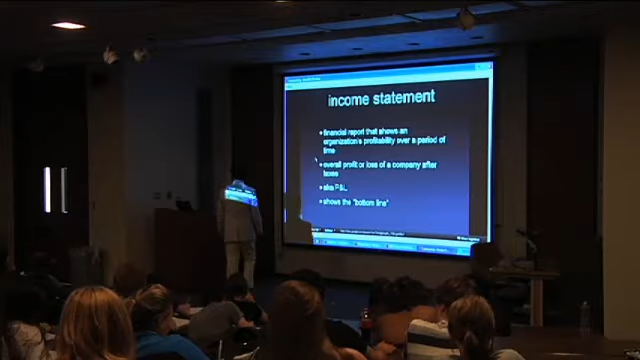 income statement
financial report that shows an
organization's profitability over a period of
time
overall profit or loss of a company after
taxes
aka P&L
shows the "bottom line"